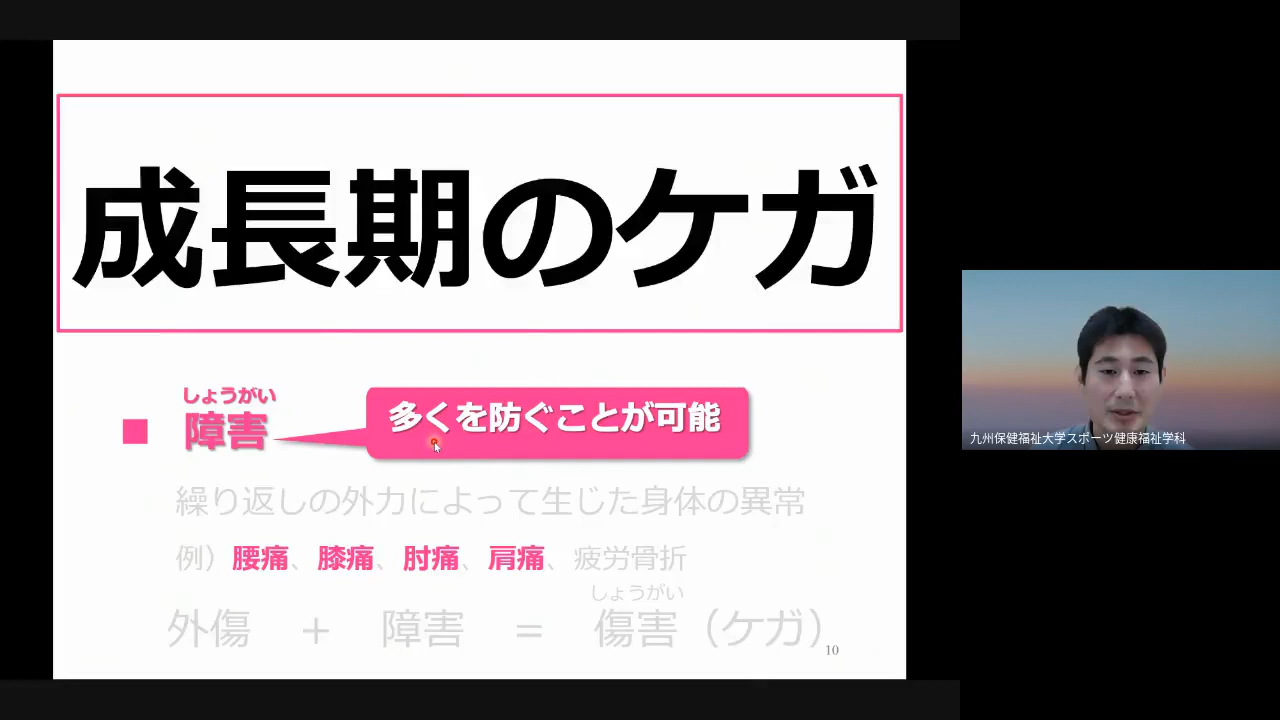 成長期のケガ
しょうがい
■ 障害
多くを防ぐことが可能
繰り返しの外力によって生じた身体の異常
例）腰痛、膝痛、肘痛、肩痛、疲労骨折
しょうがい
外傷 + 障害 = 傷害（ケガ）
10
九州保健福祉大学スポーツ健康福祉学科